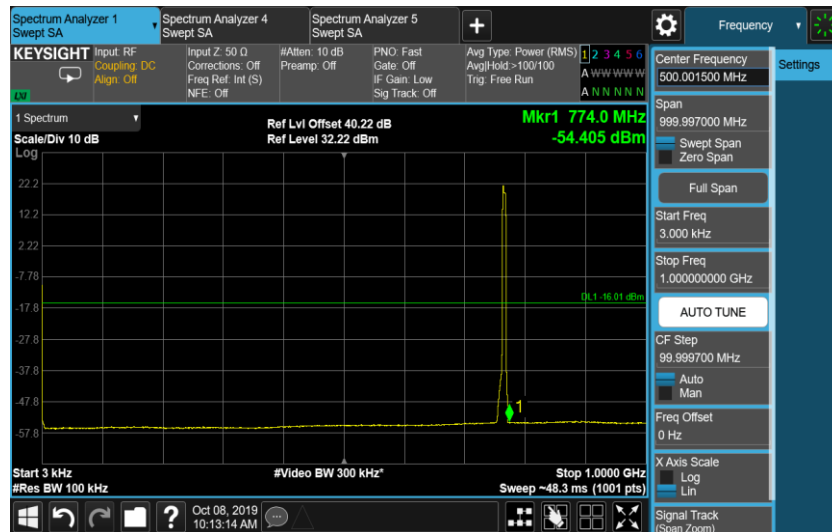 Spectrum Analyzer 1
Swept SA
Spectrum Analyzer 4
Swept SA
Spectrum Analyzer 5
Swept SA
+
Frequency
KEYSIGHT
Input: RF
Coupling: DC
Align: Off
Input Z: 50 Ω
Corrections: Off
Freq Ref: Int (S)
NFE: Off
#Atten: 10 dB
Preamp: Off
PNO: Fast
Gate: Off
IF Gain: Low
Sig Track: Off
Avg Type: Power (RMS)
Avg|Hold:>100/100
Trig: Free Run
1 2 3 4 5 6
A W W W W W
A N N N N N
LXI
1 Spectrum
Scale/Div 10 dB
Log
Ref Lvl Offset 40.22 dB
Ref Level 32.22 dBm
Mkr1 774.0 MHz
-54.405 dBm
22.2
12.2
2.22
-7.78
-17.8
-27.8
-37.8
-47.8
-57.8
DL1 -16.01 dBm
1
Start 3 kHz
#Res BW 100 kHz
#Video BW 300 kHz*
Stop 1.0000 GHz
Sweep ~48.3 ms (1001 pts)
Oct 08, 2019
10:13:14 AM
?
Settings
Center Frequency
500.001500 MHz
Span
999.997000 MHz
Swept Span
Zero Span
Full Span
Start Freq
3.000 kHz
Stop Freq
1.000000000 GHz
AUTO TUNE
CF Step
99.999700 MHz
Auto
Man
Freq Offset
0 Hz
X Axis Scale
Log
Lin
Signal Track
(Span Zoom)